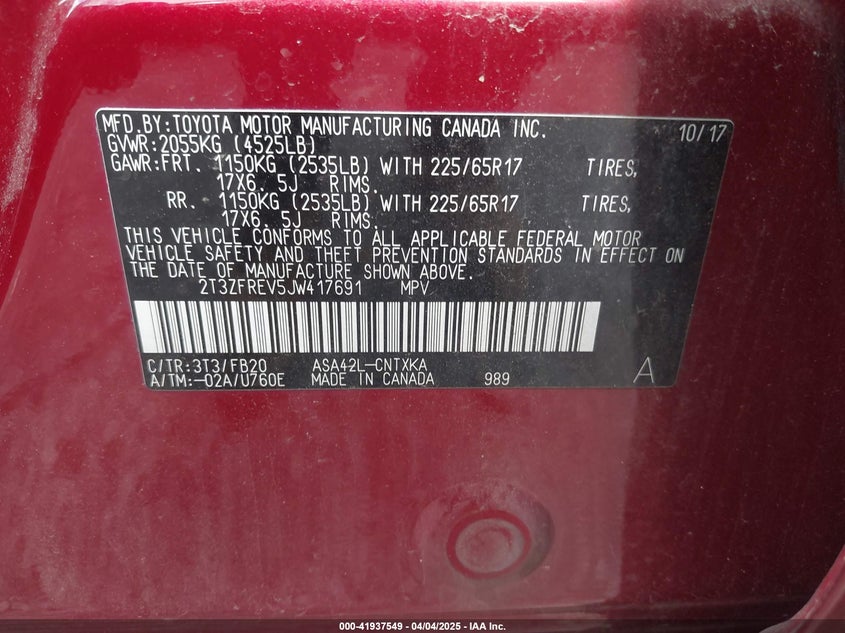 MFD.BY:TOYOTA MOTOR MANUFACTURING CANADA INC. 10/17
GVWR:2055KG (4525LB)
GAWR:FRT. 1150KG (2535LB) WITH 225/65R17 TIRES,
17X6. 5J RIMS.
RR. 1150KG (2535LB) WITH 225/65R17 TIRES,
17X6. 5J RIMS.
THIS VEHICLE CONFORMS TO ALL APPLICABLE FEDERAL MOTOR
VEHICLE SAFETY AND THEFT PREVENTION STANDARDS IN EFFECT ON
THE DATE OF MANUFACTURE SHOWN ABOVE.
2T3ZFREV5JW417691 MPV
C/TR:3T3/FB20 ASA42L-CNTXKA
A/TM:-02A/U760E MADE IN CANADA 989 A
000-41937549 - 04/04/2025 - IAA Inc.